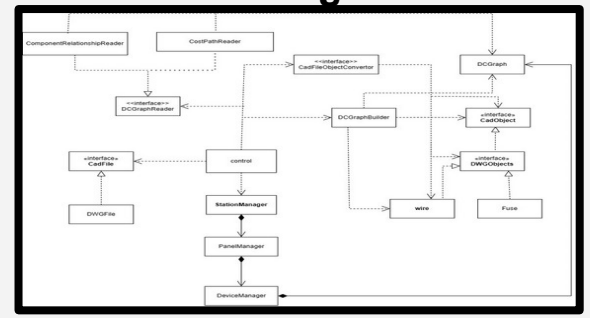 ComponentRelationshipReader
CostPathReader
<<interface>>
CadFileObjectConvertor
DCGraph
<<interface>>
DCGraphReader
DCGraphBuilder
<<interface>>
CadObject
«interface»
CadFile
control
«interface»
DWGObjects
DWGFile
StationManager
wire
Fuse
PanelManager
DeviceManager